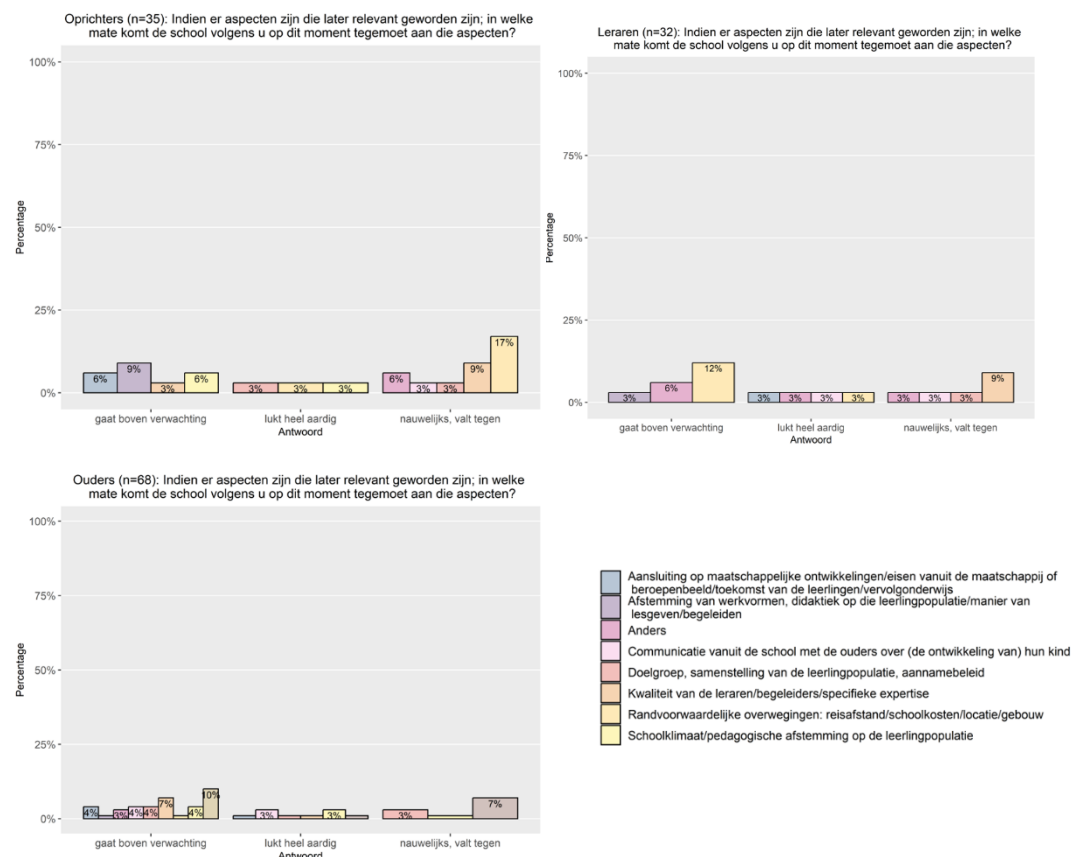 Oprichters (n=35): Indien er aspecten zijn die later relevant geworden zijn; in welke
mate komt de school volgens u op dit moment tegemoet aan die aspecten?
100%
75%
50%
25%
0%
Percentage
6%
9%
3%
6%
3%
3%
3%
6%
3%
3%
9%
17%
gaat boven verwachting
lukt heel aardig
nauwelijks, valt tegen
Antwoord
Leraren (n=32): Indien er aspecten zijn die later relevant geworden zijn; in welke
mate komt de school volgens u op dit moment tegemoet aan die aspecten?
100%
75%
50%
25%
0%
Percentage
3%
6%
12%
3%
3%
3%
3%
3%
3%
3%
9%
gaat boven verwachting
lukt heel aardig
nauwelijks, valt tegen
Antwoord
Ouders (n=68): Indien er aspecten zijn die later relevant geworden zijn; in welke
mate komt de school volgens u op dit moment tegemoet aan die aspecten?
100%
75%
50%
25%
0%
Percentage
4%
3%
4%
4%
7%
4%
10%
3%
3%
3%
7%
gaat boven verwachting
lukt heel aardig
nauwelijks, valt tegen
Antwoord
Aansluiting op maatschappelijke ontwikkelingen/eisen vanuit de maatschappij of
beroepenbeeld/toekomst van de leerlingen/vervolgonderwijs
Afstemming van werkvormen, didaktiek op die leerlingpopulatie/manier van
lesgeven/begeleiden
Anders
Communicatie vanuit de school met de ouders over (de ontwikkeling van) hun kind
Doelgroep, samenstelling van de leerlingpopulatie, aannamebeleid
Kwaliteit van de leraren/begeleiders/specifieke expertise
Randvoorwaardelijke overwegingen: reisafstand/schoolkosten/locatie/gebouw
Schoolklimaat/pedagogische afstemming op de leerlingpopulatie